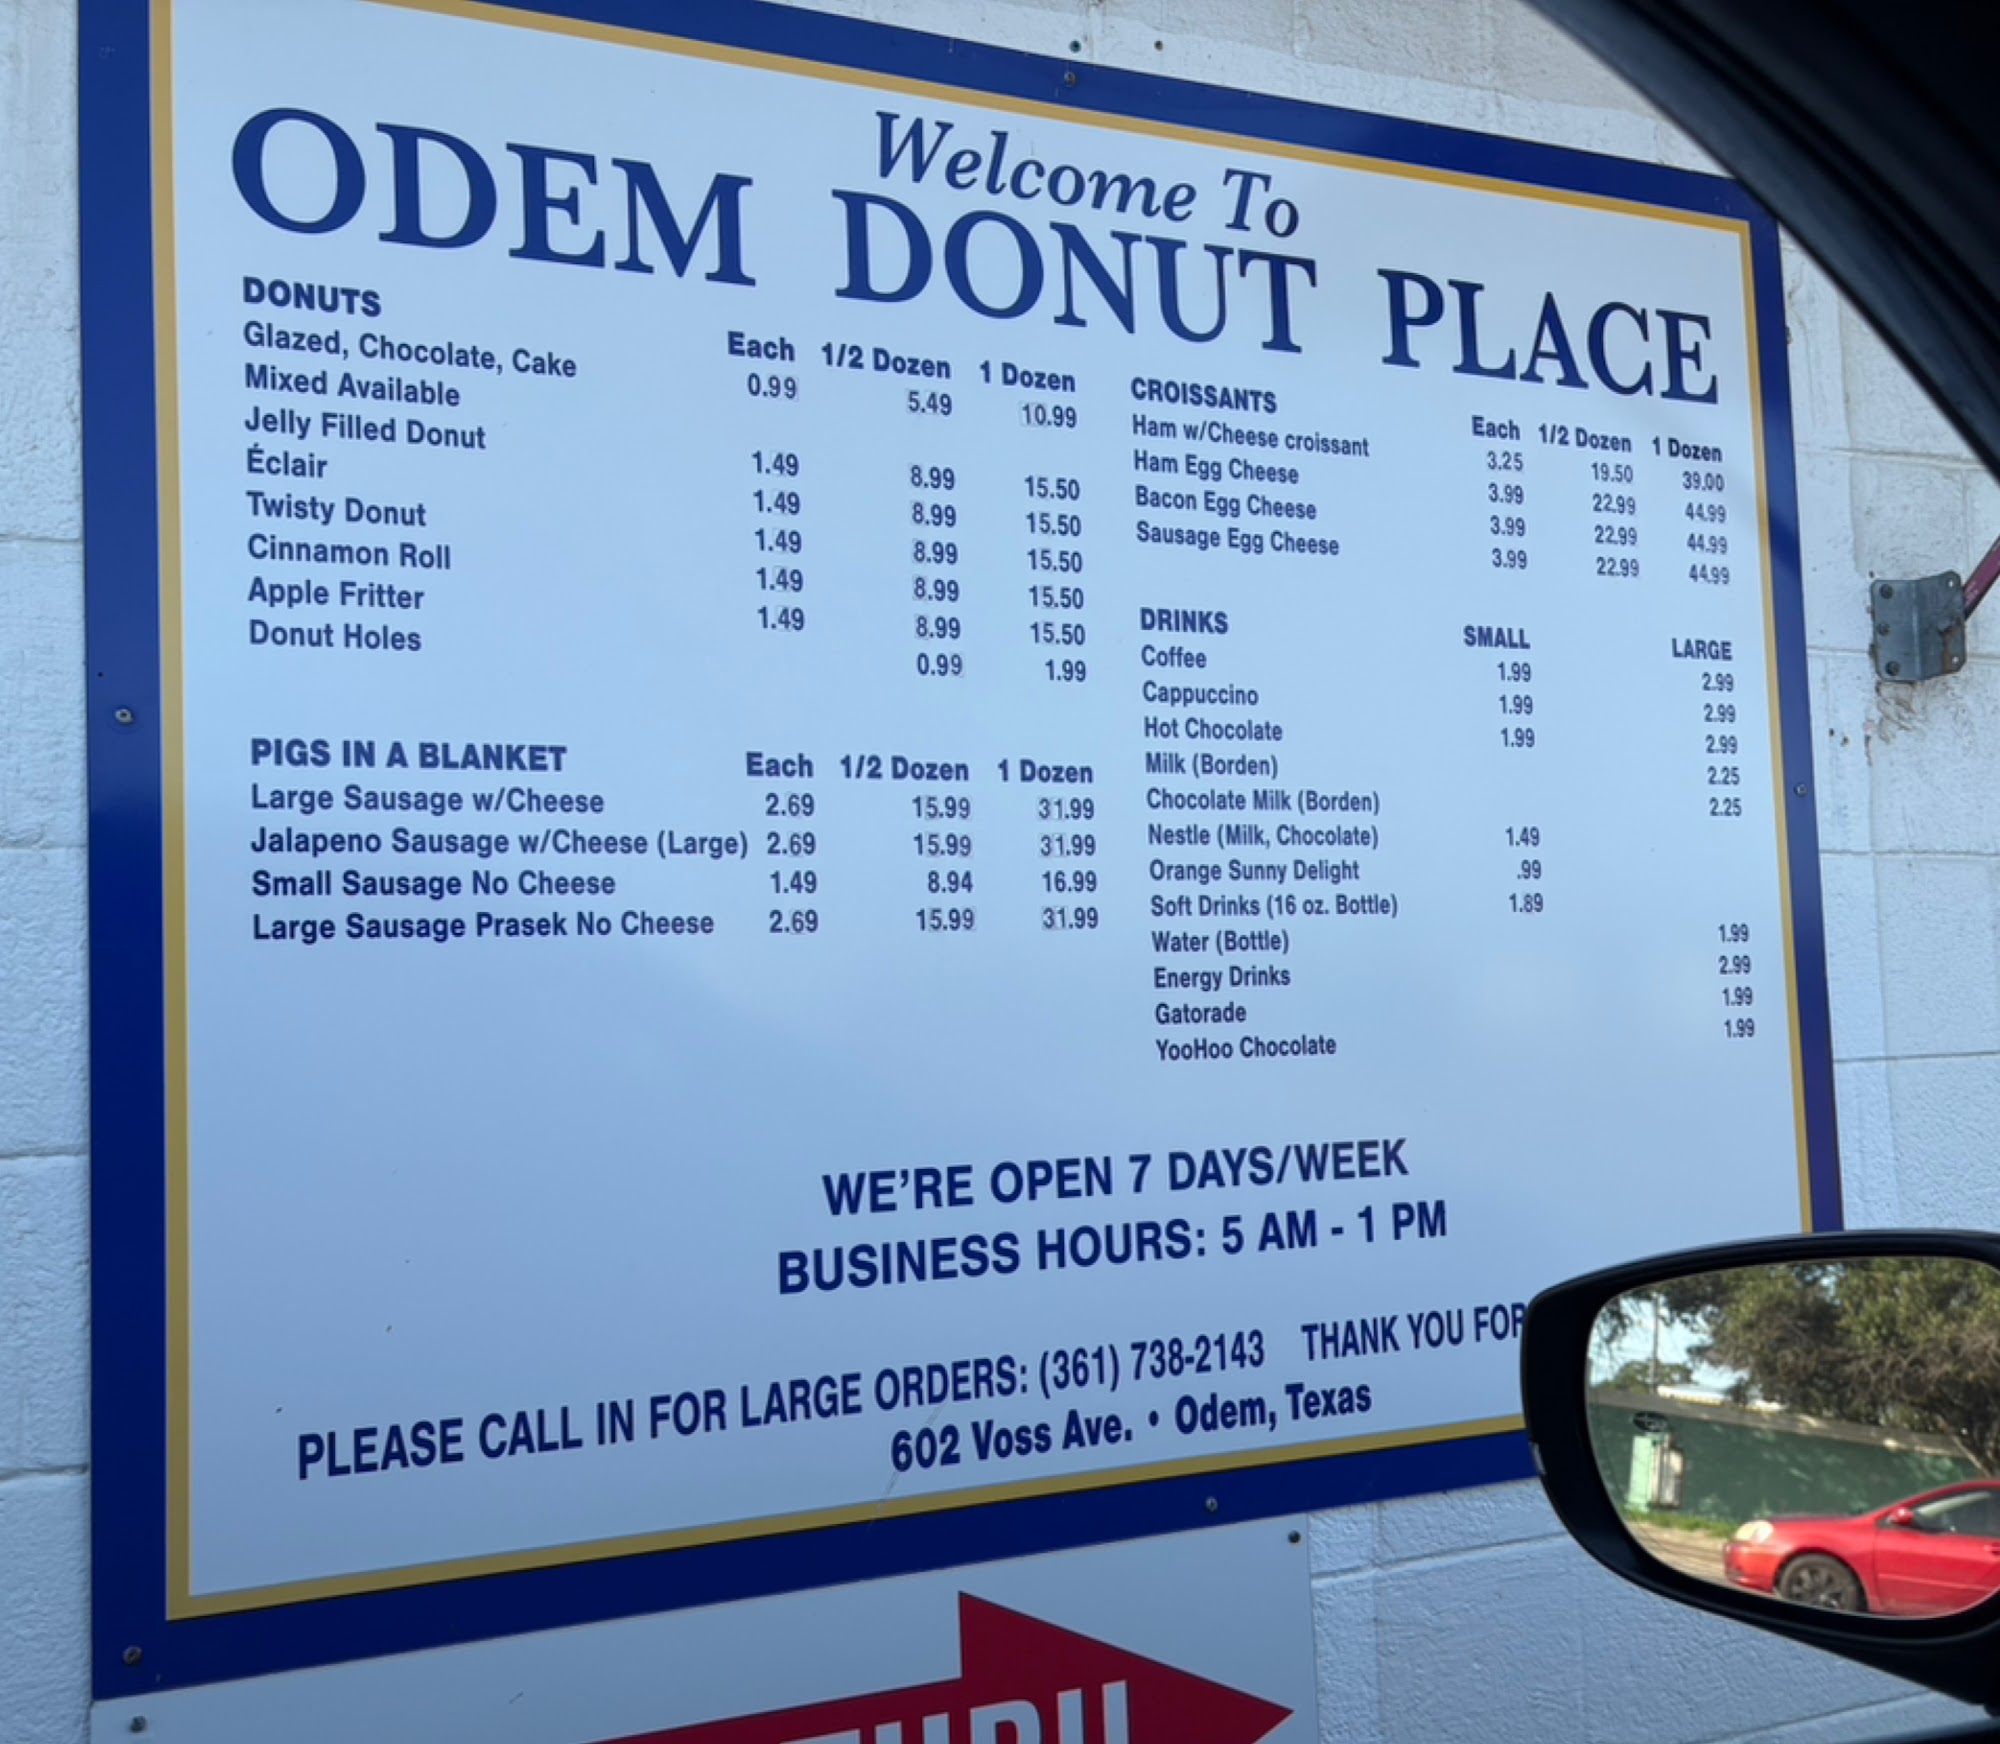 Welcome To
ODEM DONUT PLACE
DONUTS Each 1/2 Dozen 1 Dozen
Glazed, Chocolate, Cake 0.99 5.49 10.99
Mixed Available
Jelly Filled Donut 1.49 8.99 15.50
Éclair 1.49 8.99 15.50
Twisty Donut 1.49 8.99 15.50
Cinnamon Roll 1.49 8.99 15.50
Apple Fritter 1.49 8.99 15.50
Donut Holes 0.99 1.99
PIGS IN A BLANKET Each 1/2 Dozen 1 Dozen
Large Sausage w/Cheese 2.69 15.99 31.99
Jalapeno Sausage w/Cheese (Large) 2.69 15.99 31.99
Small Sausage No Cheese 1.49 8.94 16.99
Large Sausage Prasek No Cheese 2.69 15.99 31.99
CROISSANTS Each 1/2 Dozen 1 Dozen
Ham w/Cheese croissant 3.25 19.50 39.00
Ham Egg Cheese 3.99 22.99 44.99
Bacon Egg Cheese 3.99 22.99 44.99
Sausage Egg Cheese 3.99 22.99 44.99
DRINKS SMALL LARGE
Coffee 1.99 2.99
Cappuccino 1.99 2.99
Hot Chocolate 1.99 2.99
Milk (Borden) 2.25
Chocolate Milk (Borden) 2.25
Nestle (Milk, Chocolate) 1.49
Orange Sunny Delight .99
Soft Drinks (16 oz. Bottle) 1.89
Water (Bottle) 1.99
Energy Drinks 2.99
Gatorade 1.99
YooHoo Chocolate 1.99
WE'RE OPEN 7 DAYS/WEEK
BUSINESS HOURS: 5 AM - 1 PM
PLEASE CALL IN FOR LARGE ORDERS: (361) 738-2143 THANK YOU FOR
602 Voss Ave. • Odem, Texas
THRU